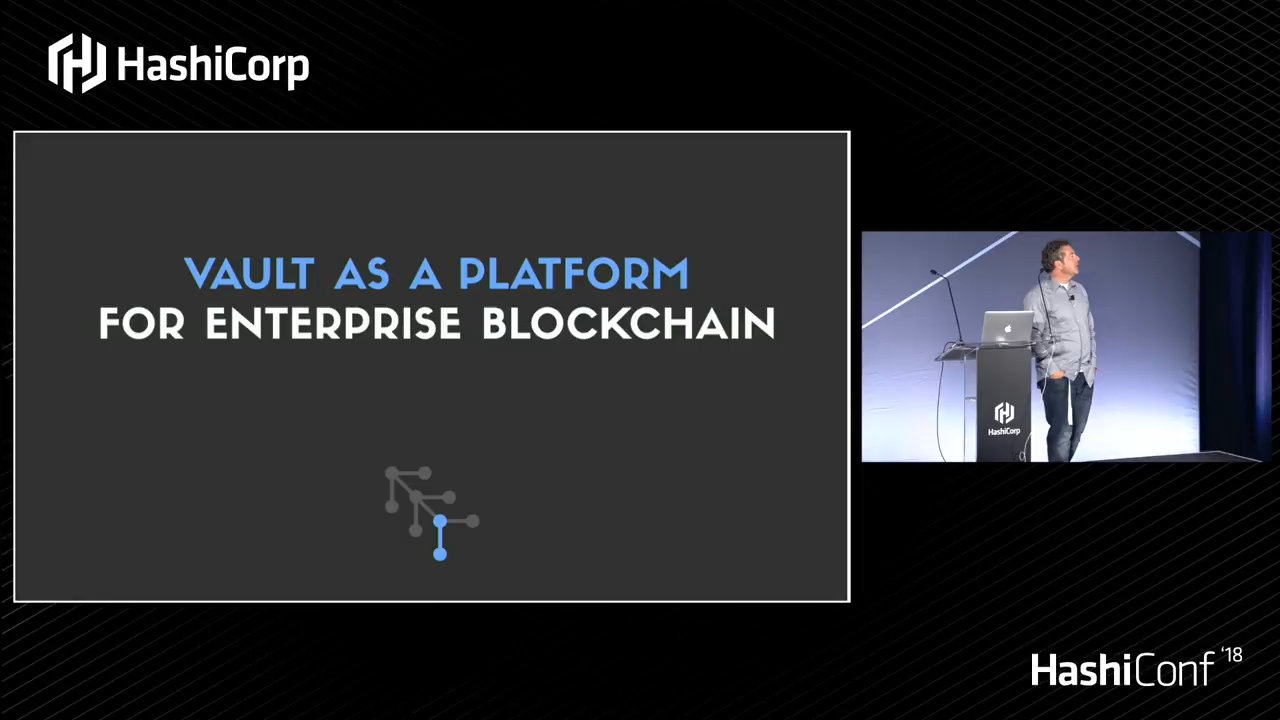 HashiCorp
VAULT AS A PLATFORM
FOR ENTERPRISE BLOCKCHAIN
HashiCorp
HashiConf '18